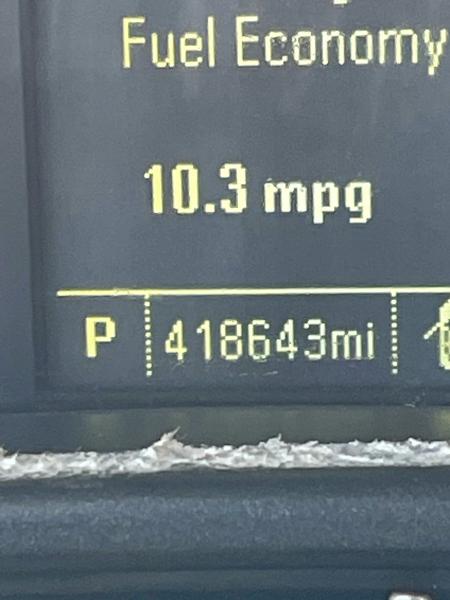 Fuel Economy
10.3 mpg
P 418643mi